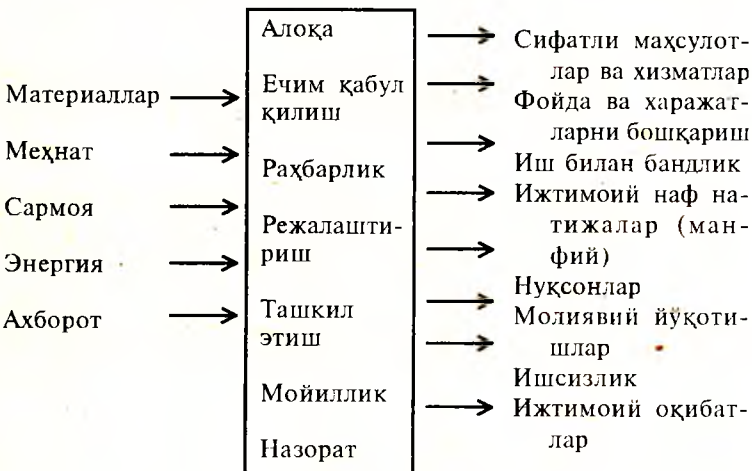 Материаллар
Меҳнат
Сармоя
Энергия
Ахборот
Алоқа
Ечим қабул
қилиш
Раҳбарлик
Режалашти-
риш
Ташкил
этиш
Мойиллик
Назорат
Сифатли маҳсулот-
лар ва хизматлар
Фойда ва харажат-
ларни бошқариш
Иш билан бандлик
Ижтимоий наф на-
тижалар (ман-
фий)
Нуқсонлар
Молиявий йўқоти-
шлар
Ишсизлик
Ижтимоий оқибат-
лар